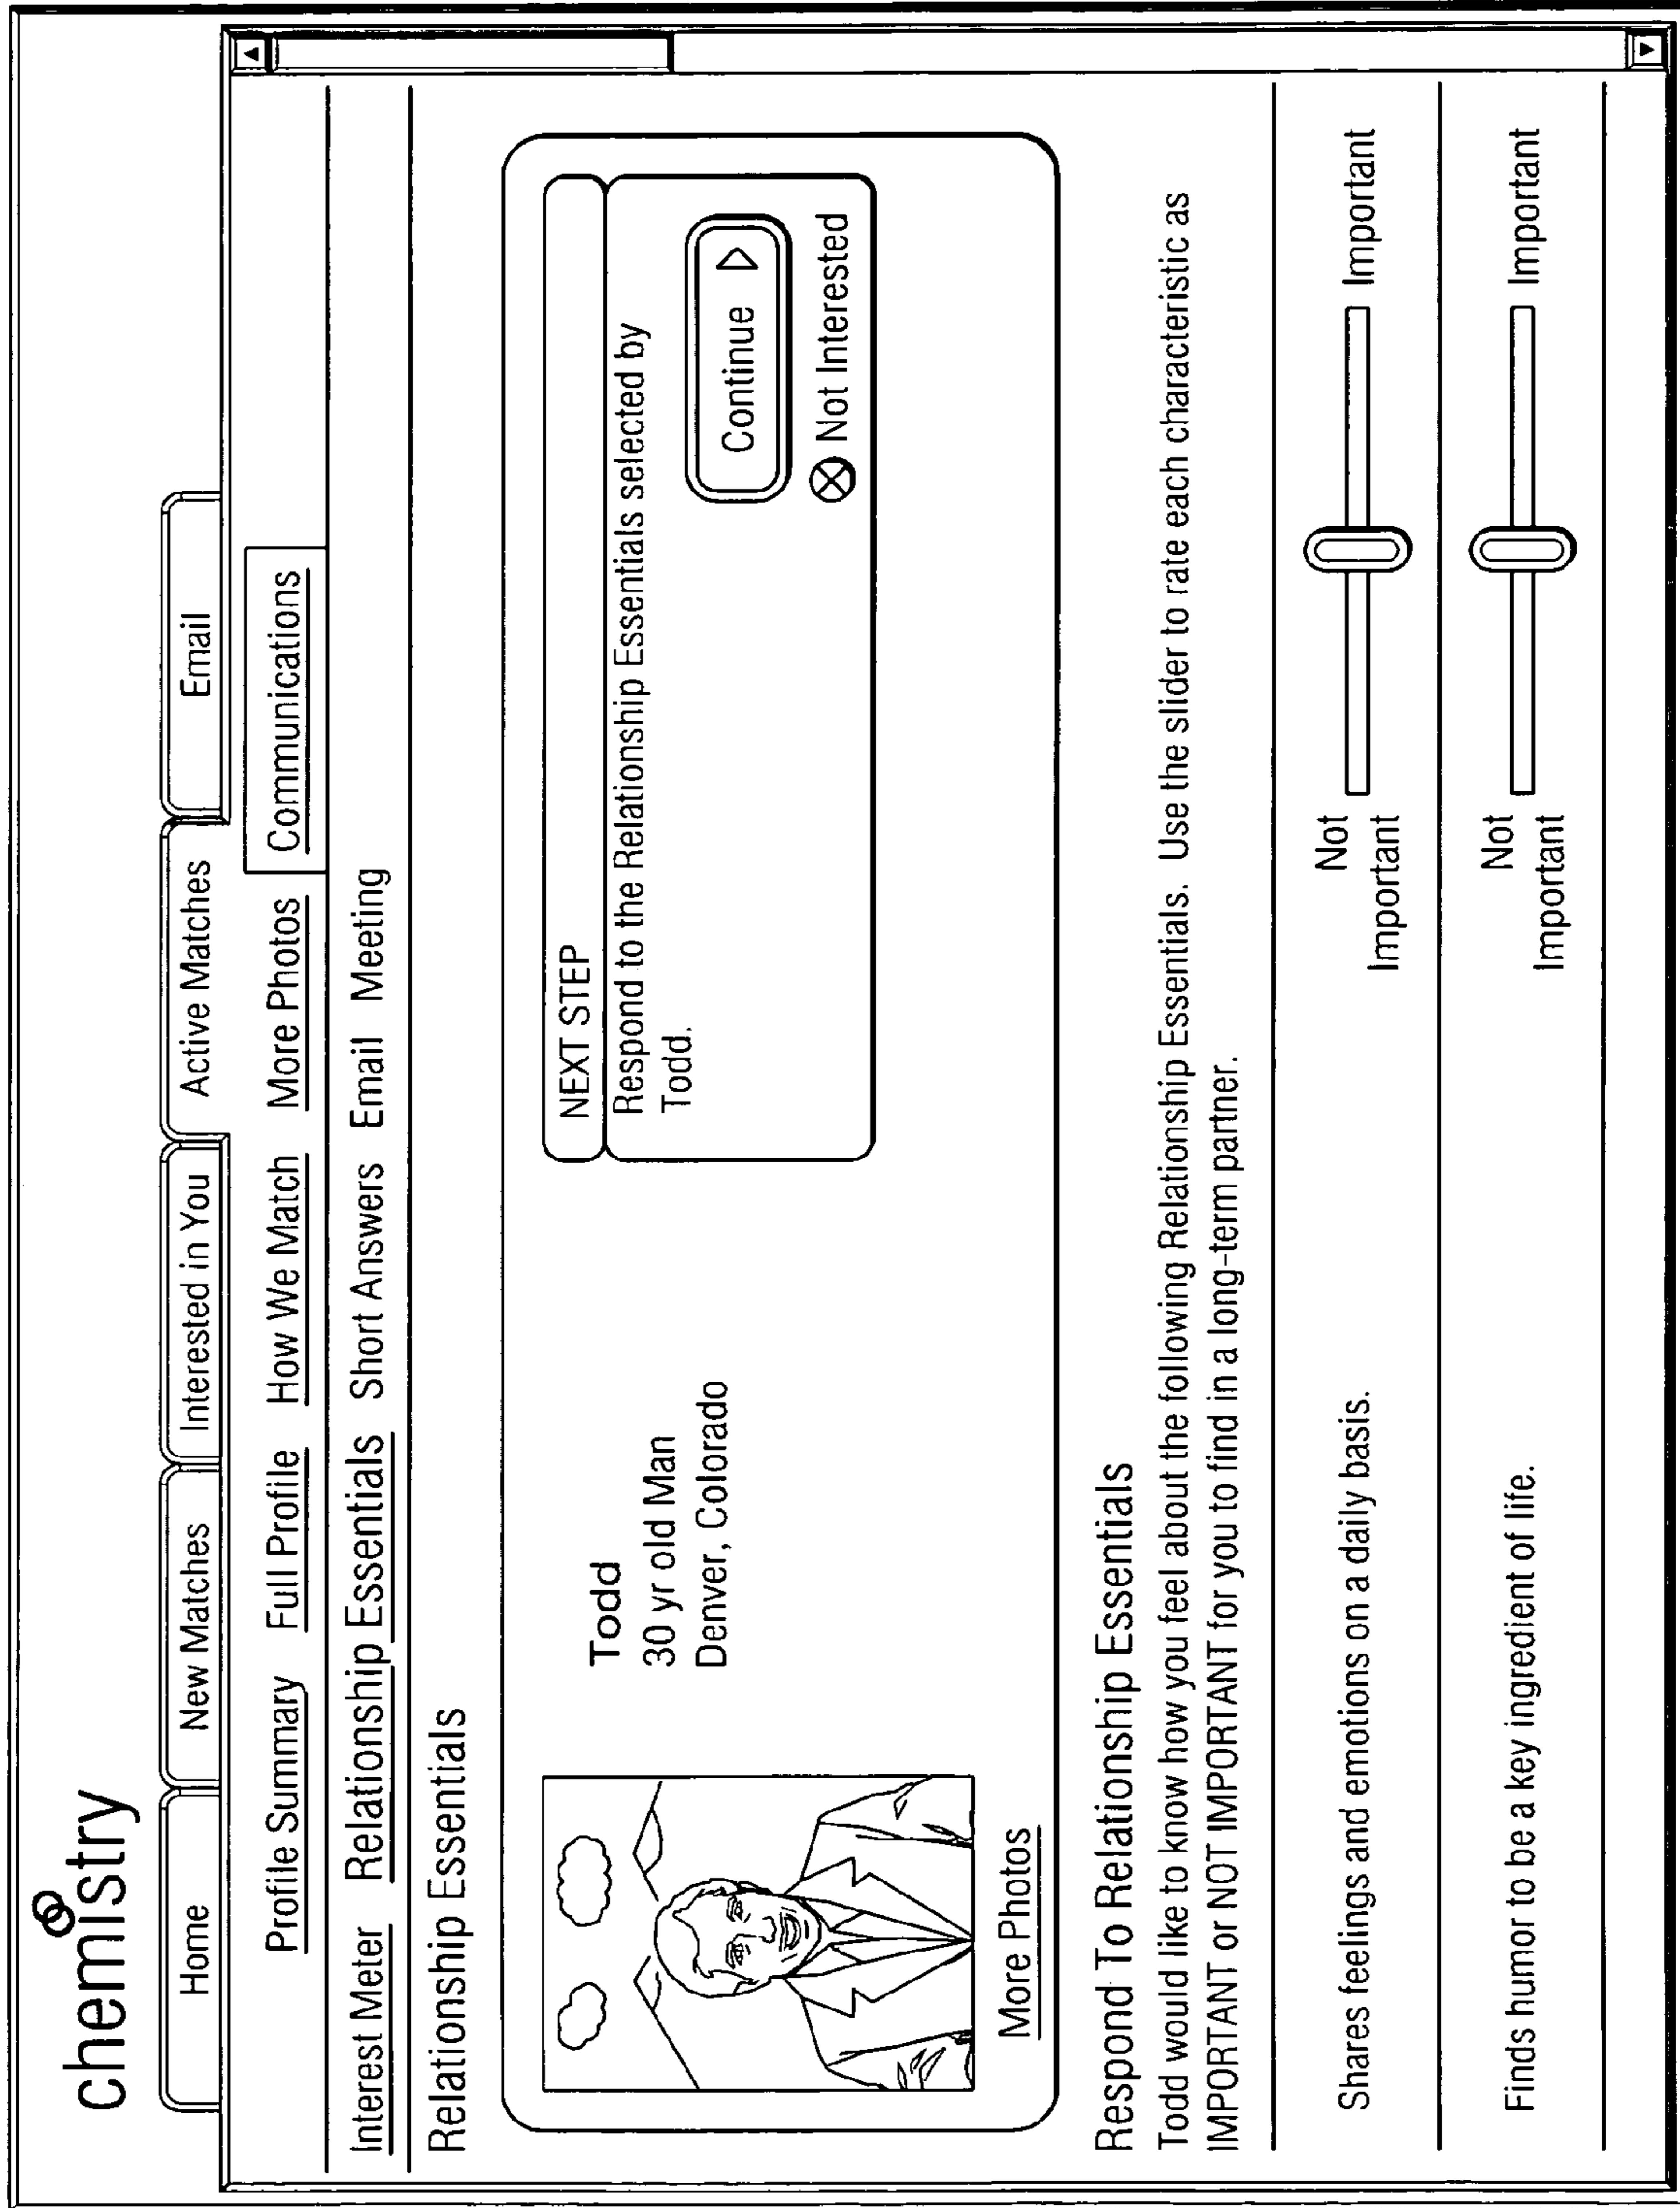 chemistry
Home New Matches Interested in You Active Matches Email
Profile Summary Full Profile How We Match More Photos Communications
Interest Meter Relationship Essentials Short Answers Email Meeting
Relationship Essentials
Todd
30 yr old Man
Denver, Colorado
More Photos
NEXT STEP
Respond to the Relationship Essentials selected by
Todd.
Continue
Not Interested
Respond To Relationship Essentials
Todd would like to know how you feel about the following Relationship Essentials. Use the slider to rate each characteristic as
IMPORTANT or NOT IMPORTANT for you to find in a long-term partner.
Shares feelings and emotions on a daily basis.
Not
Important
Important
Finds humor to be a key ingredient of life.
Not
Important
Important